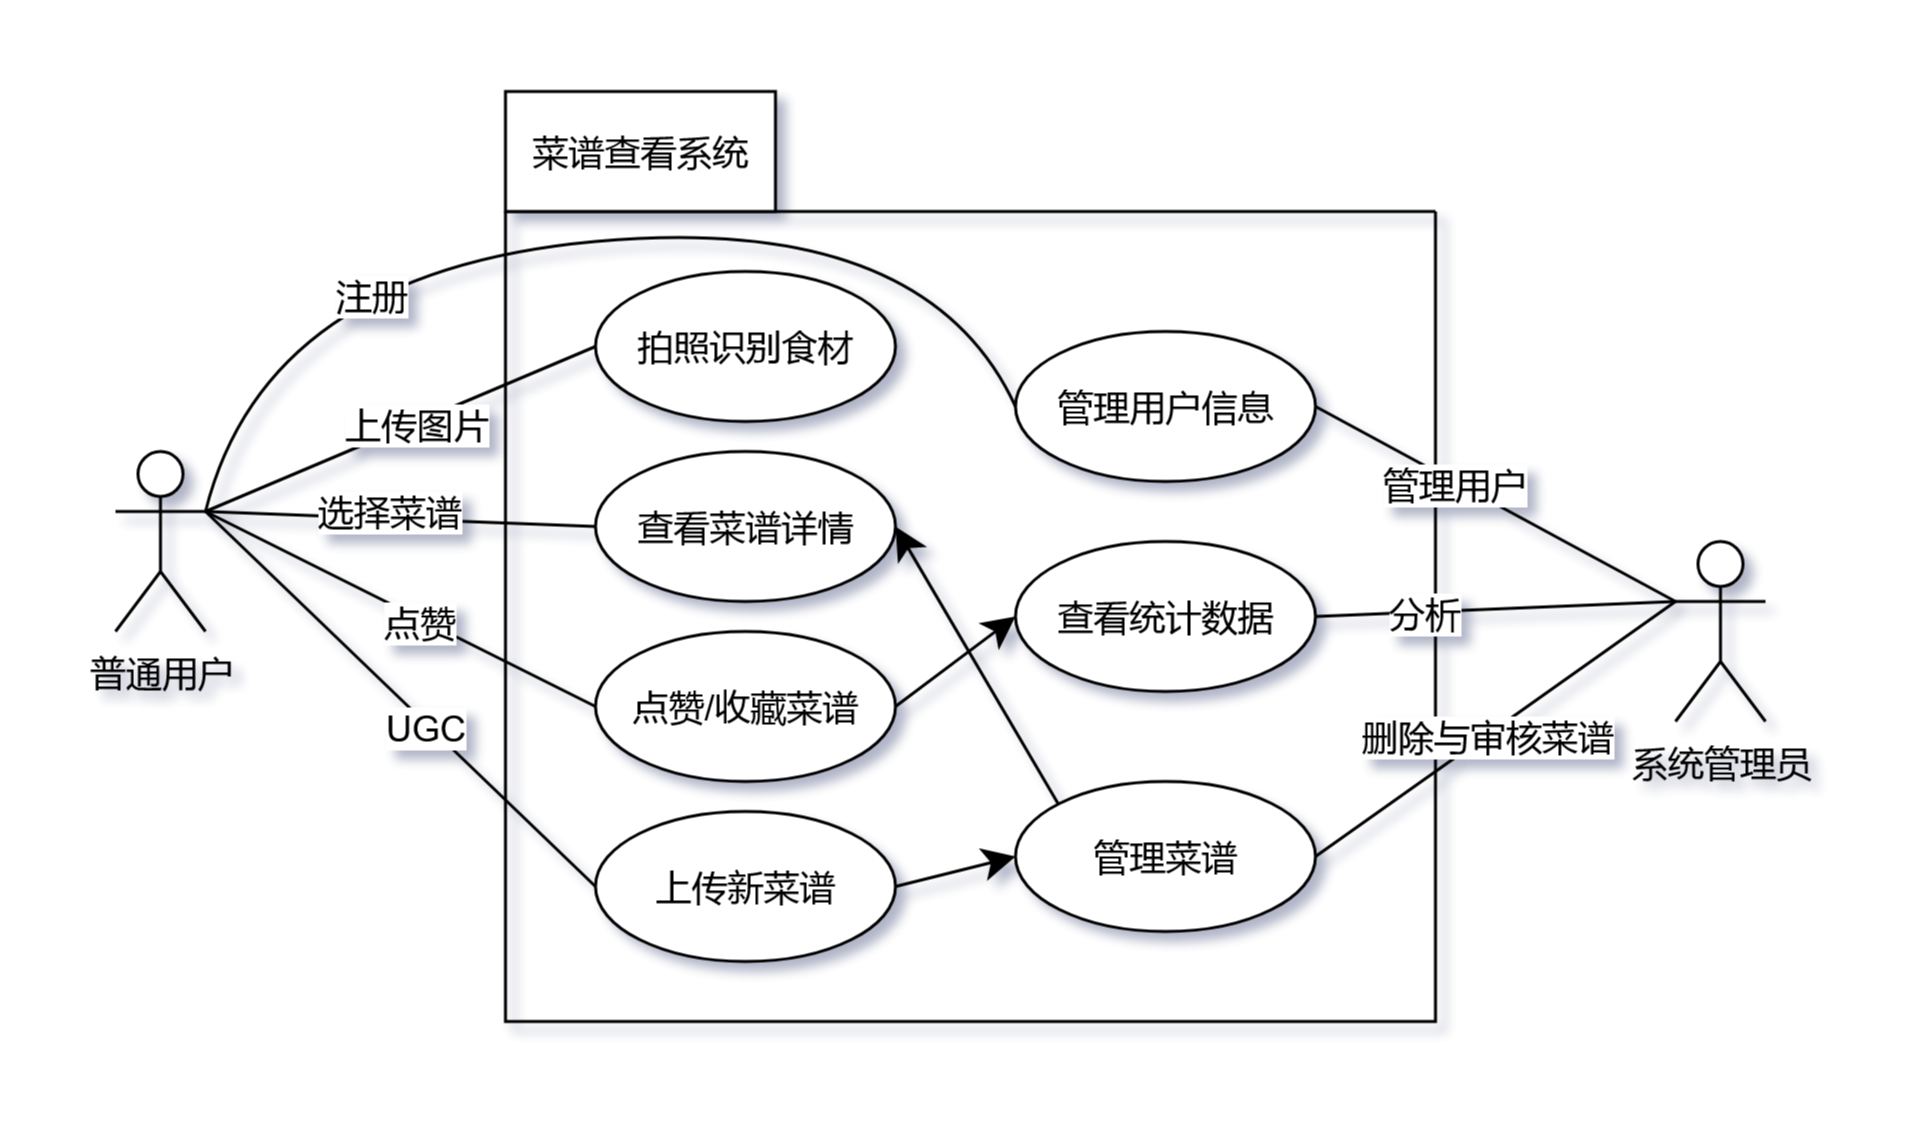 菜谱查看系统
注册
拍照识别食材
上传图片
管理用户信息
管理用户
选择菜谱
查看菜谱详情
查看统计数据
分析
点赞
普通用户
点赞/收藏菜谱
UGC
删除与审核菜谱
系统管理员
管理菜谱
上传新菜谱